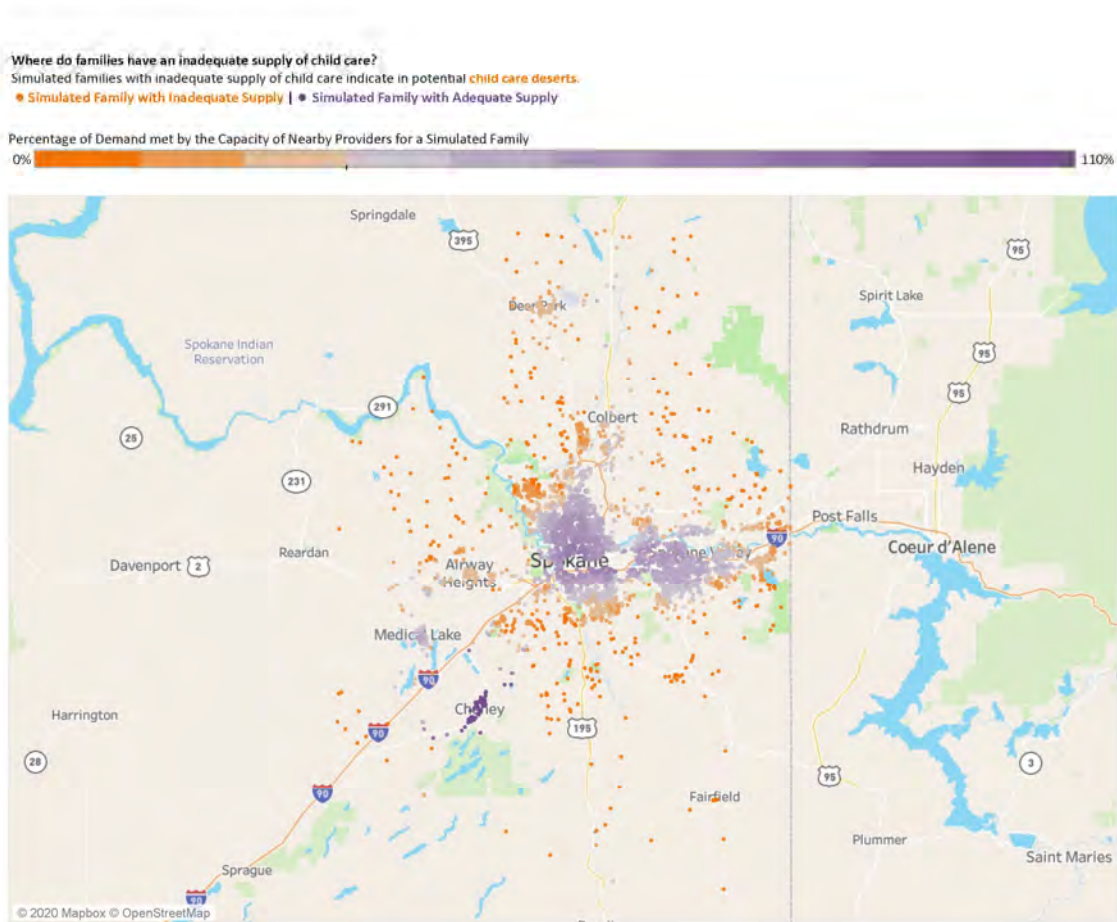 Where do families have an inadequate supply of child care?
Simulated families with inadequate supply of child care indicate in potential child care deserts.
Simulated Family with Inadequate Supply | Simulated Family with Adequate Supply
Percentage of Demand met by the Capacity of Nearby Providers for a Simulated Family
0% 110%
Springdale
395
95
Spirit Lake
Deer Park
Spokane Indian
Reservation
95
95
291
Colbert
Rathdrum
25
Hayden
231
Post Falls
90
Coeur d'Alene
Reardan
Spokane
Spokane Valley
Davenport 2
Airway
Heights
Medical Lake
90
Cheney
Harrington
90
195
28
3
95
90
Fairfield
Plummer
Saint Maries
Sprague
90
© 2020 Mapbox © OpenStreetMap